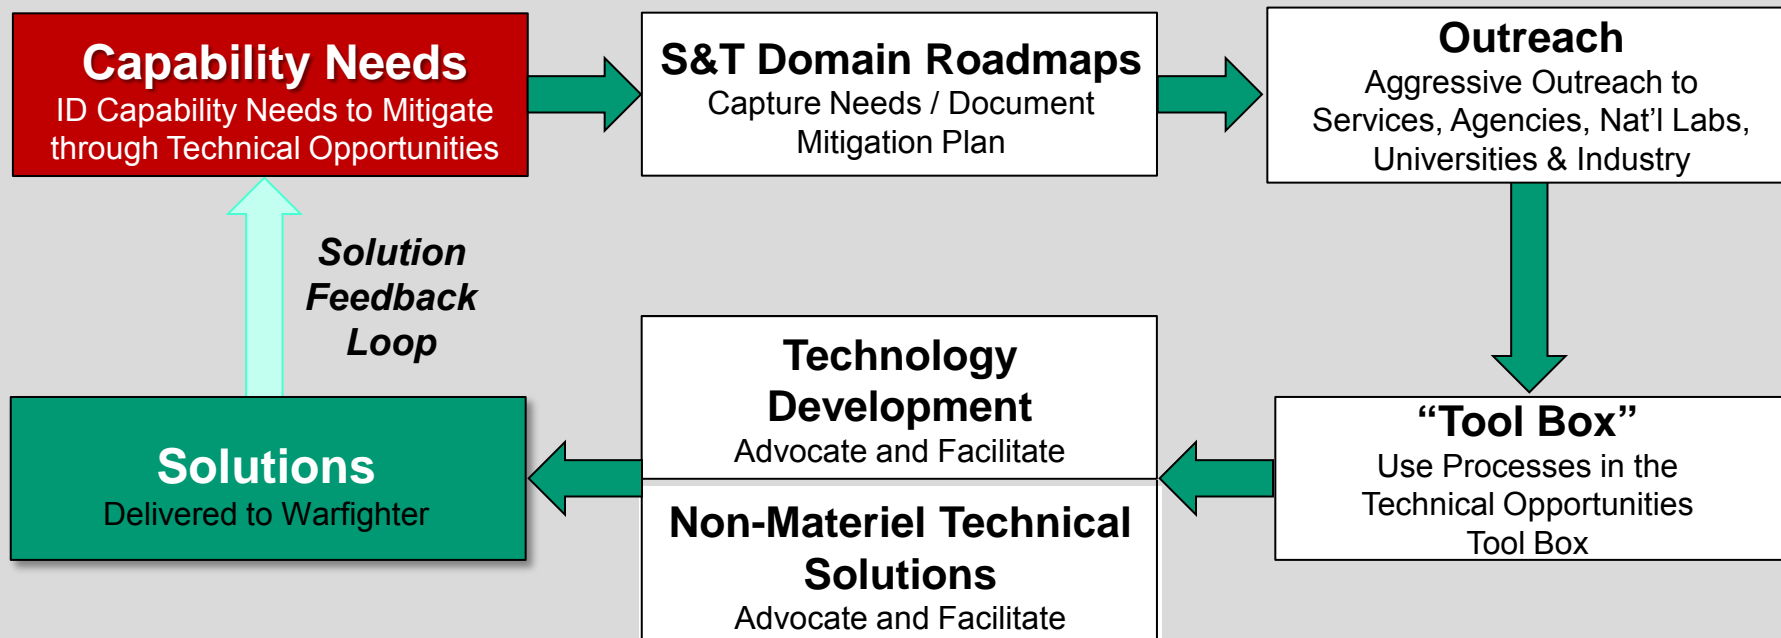 Capability Needs
ID Capability Needs to Mitigate
through Technical Opportunities
S&T Domain Roadmaps
Capture Needs / Document
Mitigation Plan
Outreach
Aggressive Outreach to
Services, Agencies, Nat’l Labs,
Universities & Industry
Solution
Feedback
Loop
Technology
Development
Advocate and Facilitate
“Tool Box”
Use Processes in the
Technical Opportunities
Tool Box
Solutions
Delivered to Warfighter
Non-Materiel Technical
Solutions
Advocate and Facilitate